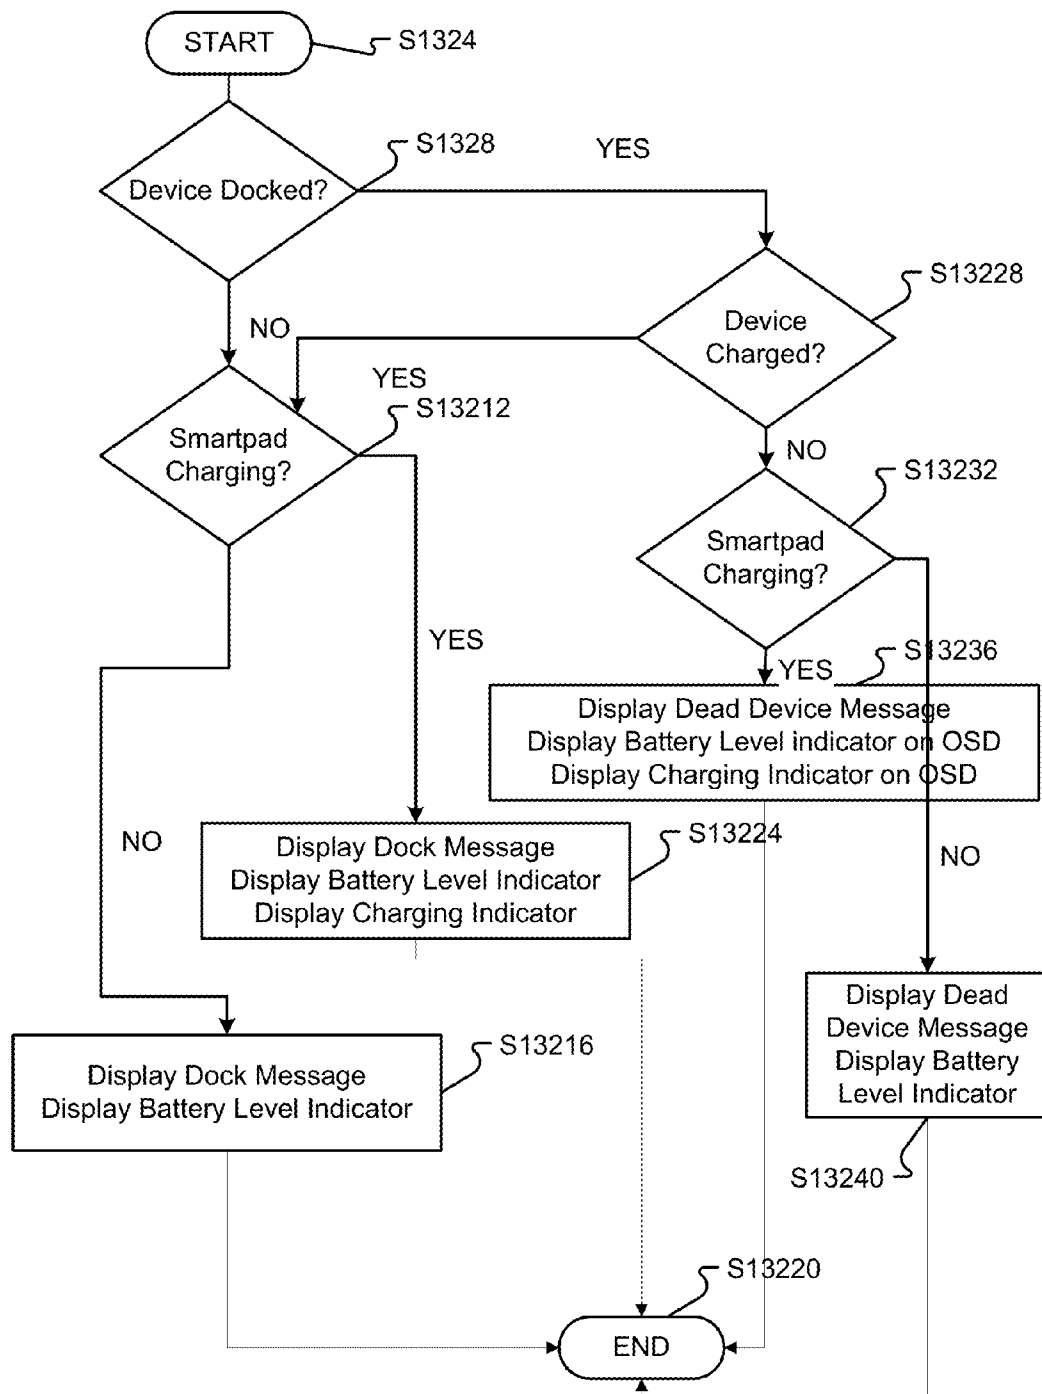 START
S1324
Device Docked?
S1328
YES
Device
Charged?
S13228
NO
YES
Smartpad
Charging?
S13212
NO
Smartpad
Charging?
S13232
YES
YES
S13236
Display Dead Device Message
Display Battery Level indicator on OSD
Display Charging Indicator on OSD
NO
Display Dock Message
Display Battery Level Indicator
Display Charging Indicator
S13224
NO
Display Dead
Device Message
Display Battery
Level Indicator
Display Dock Message
Display Battery Level Indicator
S13216
S13240
S13220
END